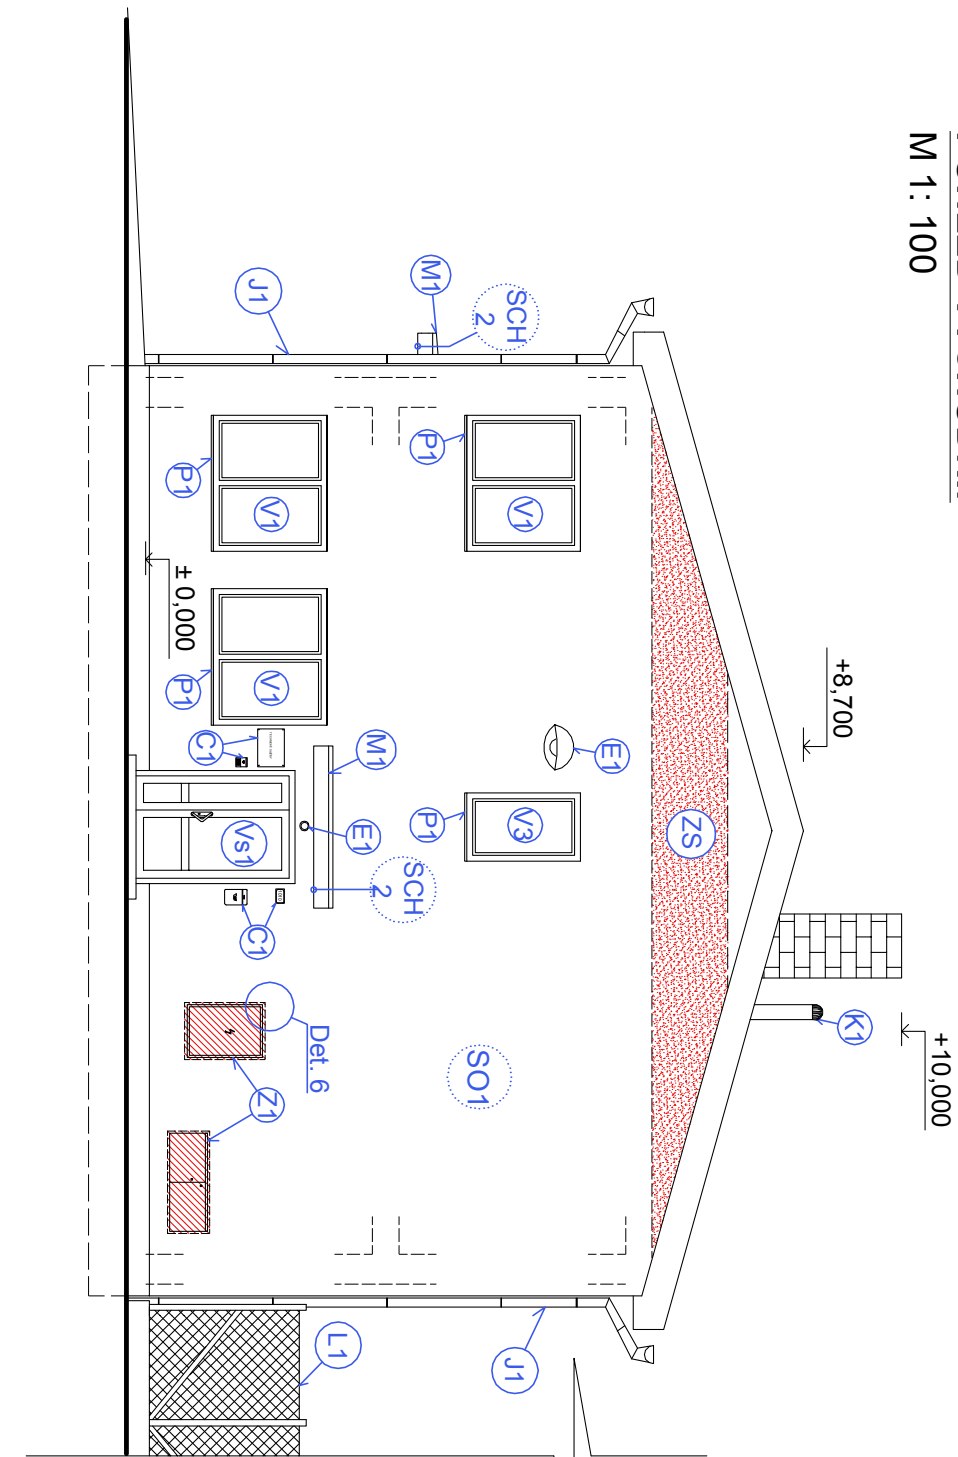 M 1: 100
+8,700
+10,000
± 0,000
J1
M1
SCH
2
P1
V1
P1
V1
P1
V1
C1
M1
E1
E1
P1
V3
Vs1
SCH
2
C1
ZS
K1
Det. 6
Z1
SO1
L1
J1